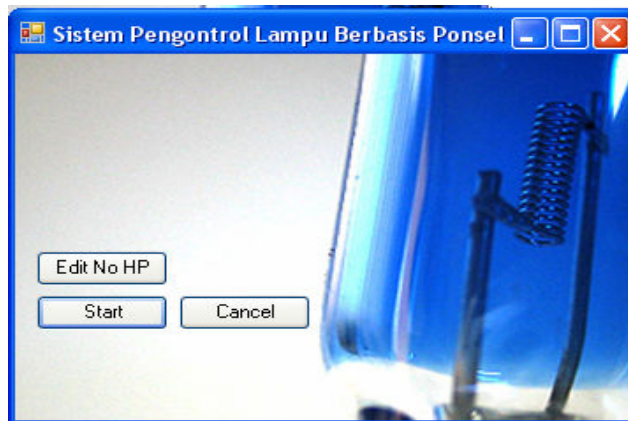 Sistem Pengontrol Lampu Berbasis Ponsel
Edit No HP
Start Cancel